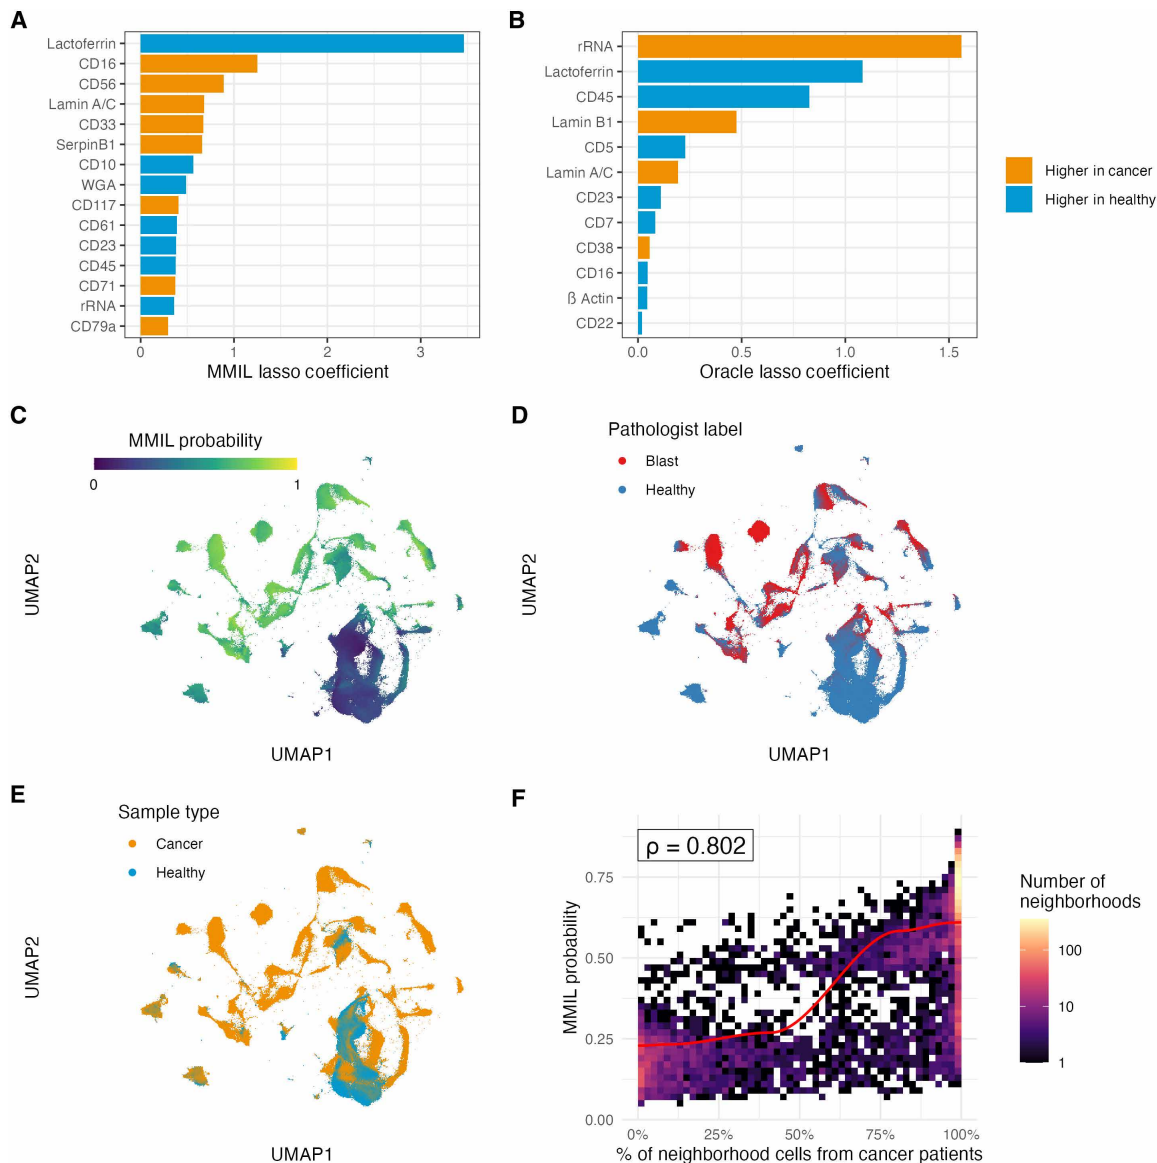 A
Lactoferrin
CD16
CD56
Lamin A/C
CD33
SerpinB1
CD10
WGA
CD117
CD61
CD23
CD45
CD71
rRNA
CD79a
0 1 2 3
MMIL lasso coefficient
B
rRNA
Lactoferrin
CD45
Lamin B1
CD5
Lamin A/C
CD23
CD7
CD38
CD16
ß Actin
CD22
0.0 0.5 1.0 1.5
Oracle lasso coefficient
Higher in cancer
Higher in healthy
C
MMIL probability
0 1
UMAP2
UMAP1
D
Pathologist label
Blast
Healthy
UMAP2
UMAP1
E
Sample type
Cancer
Healthy
UMAP2
UMAP1
F
ρ = 0.802
MMIL probability
0.75
0.50
0.25
0.00
0% 25% 50% 75% 100%
% of neighborhood cells from cancer patients
Number of
neighborhoods
100
10
1